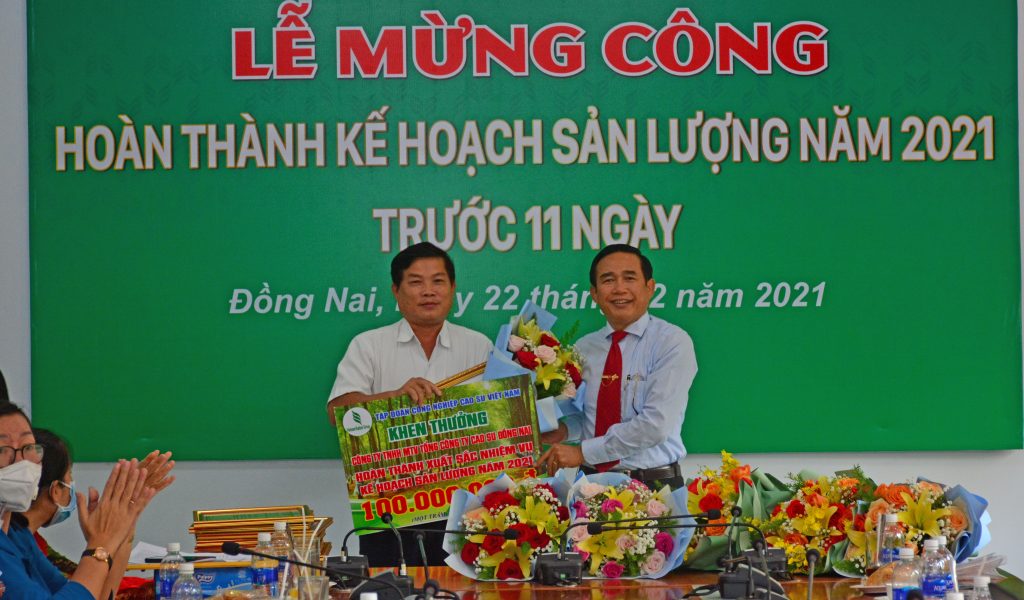 LỄ MỪNG CÔNG
HOÀN THÀNH KẾ HOẠCH SẢN LƯỢNG NĂM 2021
TRƯỚC 11 NGÀY
Đồng Nai, 22 2 năm 2021
TẬP ĐOÀN CÔNG NGHIỆP CAO SU VIỆT NAM
KHEN THƯỞNG
CÔNG TY TNHH MTV TỔNG CÔNG TY CAO SU ĐỒNG NAI
HOÀN THÀNH XUẤT SẮC NHIỆM VỤ
KẾ HOẠCH SẢN LƯỢNG NĂM 2021
100.000
(MỘT TRĂM